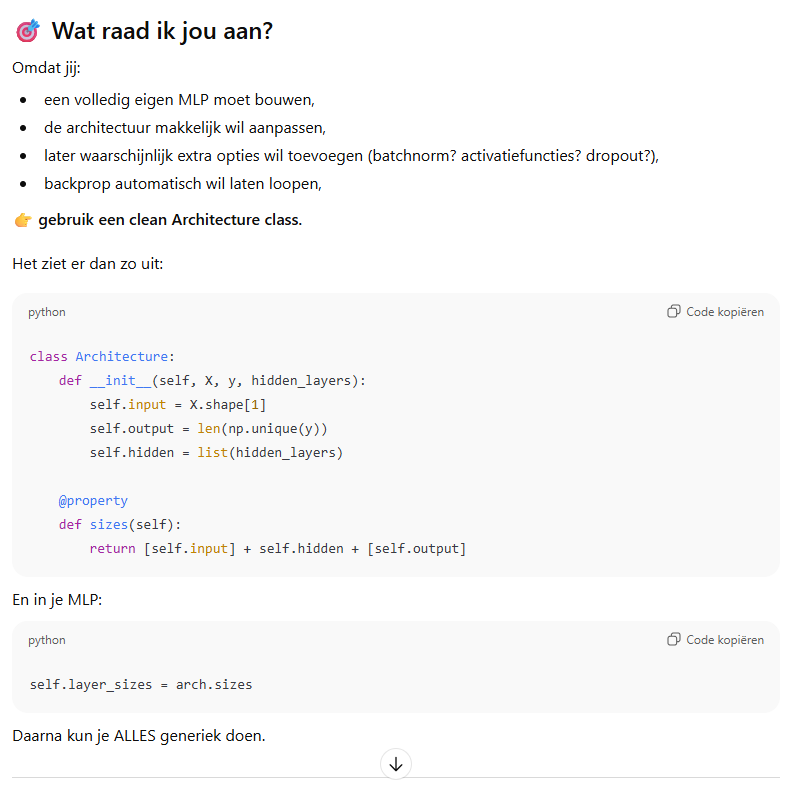 🎯 Wat raad ik jou aan?
Omdat jij:
• een volledig eigen MLP moet bouwen,
• de architectuur makkelijk wil aanpassen,
• later waarschijnlijk extra opties wil toevoegen (batchnorm? activatiefuncties? dropout?),
• backprop automatisch wil laten loopen,
👉 gebruik een clean Architecture class.
Het ziet er dan zo uit:
python Code kopiëren
class Architecture:
    def __init__(self, X, y, hidden_layers):
        self.input = X.shape[1]
        self.output = len(np.unique(y))
        self.hidden = list(hidden_layers)

    @property
    def sizes(self):
        return [self.input] + self.hidden + [self.output]
En in je MLP:
python Code kopiëren
self.layer_sizes = arch.sizes
Daarna kun je ALLES generiek doen.